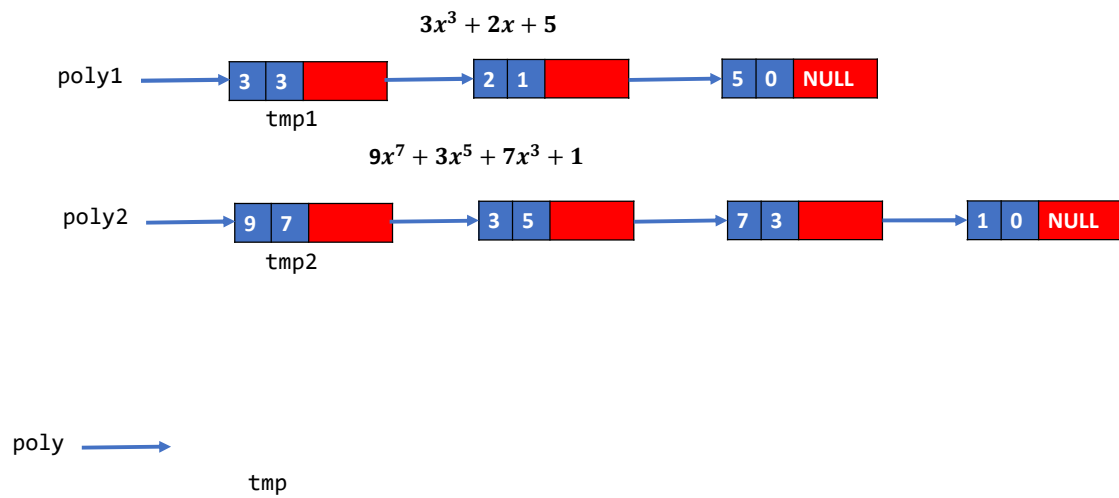 3x³ + 2x + 5
poly1 3 3 2 1 5 0 NULL
tmp1
9x⁷ + 3x⁵ + 7x³ + 1
poly2 9 7 3 5 7 3 1 0 NULL
tmp2
poly
tmp